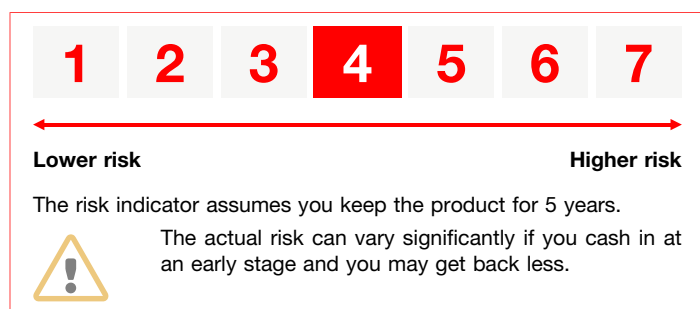 1 2 3 4 5 6 7
Lower risk Higher risk
The risk indicator assumes you keep the product for 5 years.
The actual risk can vary significantly if you cash in at
an early stage and you may get back less.